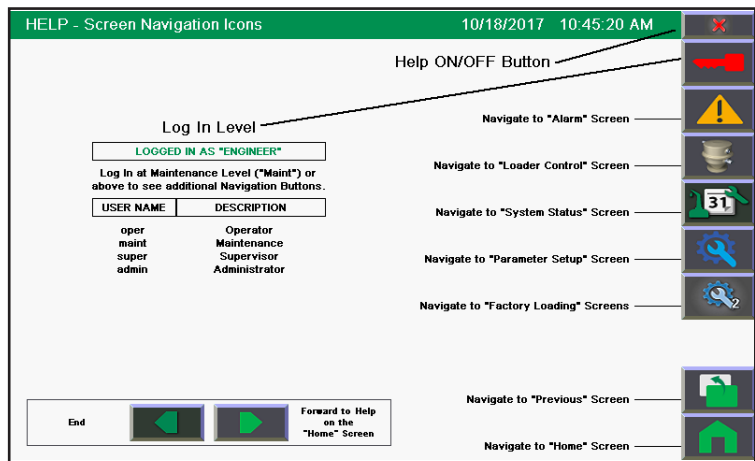 HELP - Screen Navigation Icons 10/18/2017 10:45:20 AM
Help ON/OFF Button
Log In Level
LOGGED IN AS "ENGINEER"
Log In at Maintenance Level ("Maint") or
above to see additional Navigation Buttons.
USER NAME DESCRIPTION
oper Operator
maint Maintenance
super Supervisor
admin Administrator
Navigate to "Alarm" Screen
Navigate to "Loader Control" Screen
Navigate to "System Status" Screen
31
Navigate to "Parameter Setup" Screen
Navigate to "Factory Loading" Screens
2
Navigate to "Previous" Screen
Navigate to "Home" Screen
End
Forward to Help
on the
"Home" Screen